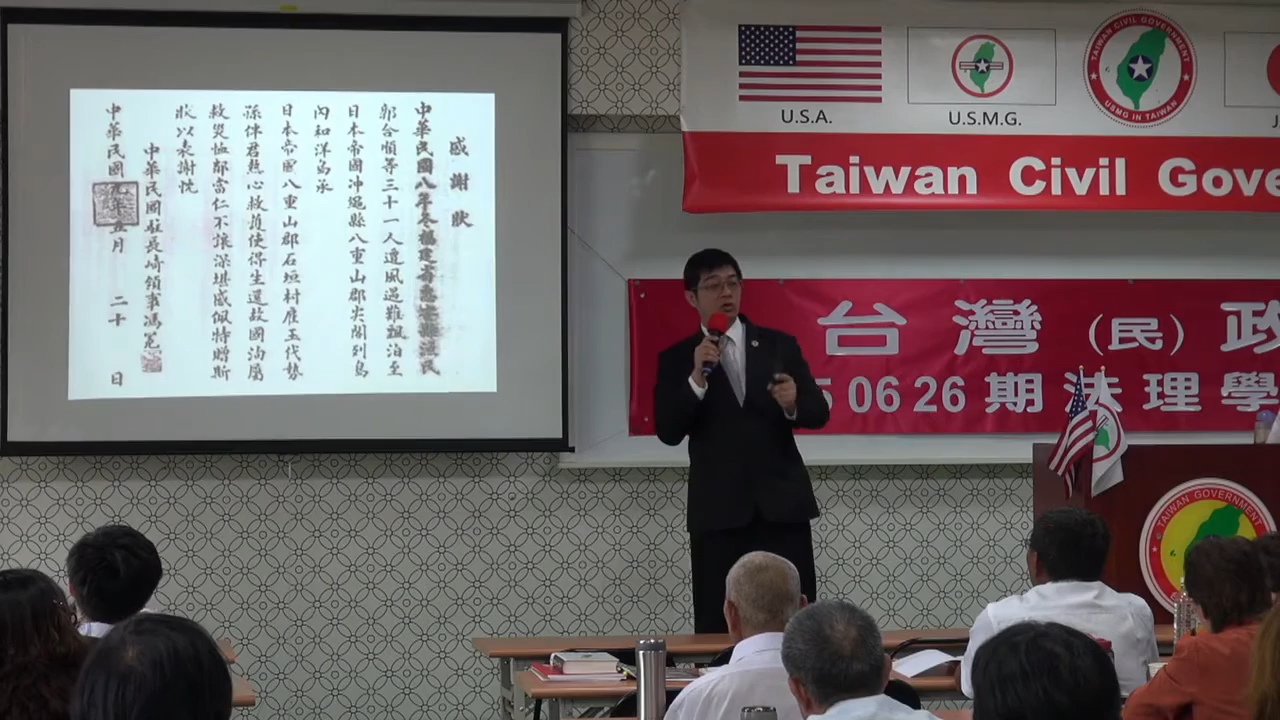 感謝狀
中華民國八年冬福建省惠安縣漁民
郭合順等三十一人遭風遇難飄泊至
日本帝國沖繩縣八重山郡尖閣列島
內和洋島承
日本帝國八重山郡石垣村雇玉代勢
孫伴君熱心救護使得生還故國洵屬
救災恤鄰當仁不讓深堪感佩特贈斯
狀以表謝忱
中華民國駐長崎領事馮冕
中華民國九年五月二十日
U.S.A.
U.S.M.G.
TAIWAN CIVIL GOVERNMENT
USMG IN TAIWAN
J
Taiwan Civil Gove
台灣（民）政
5 06 26 期法理學
TAIWAN GOVERNMENT